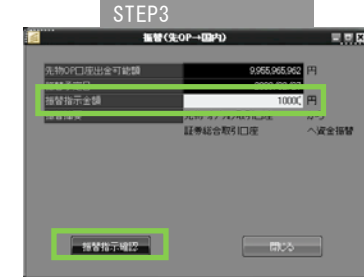 STEP3
振替(先OP→国内)
先物OP口座出金可能額 9,955,965,962 円
振替指示金額 10000 円
から
証券総合取引口座 へ資金振替
振替指示確認 閉じる